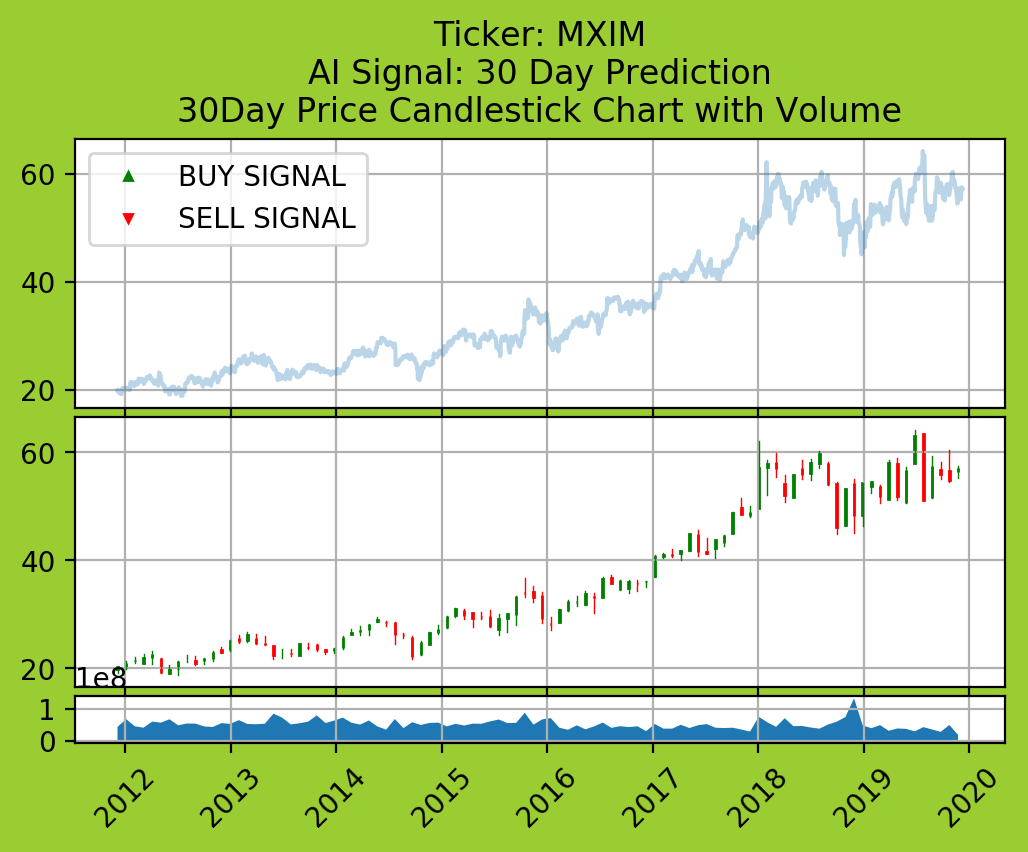 Ticker: MXIM
AI Signal: 30 Day Prediction
30Day Price Candlestick Chart with Volume
BUY SIGNAL
SELL SIGNAL
60
40
20
60
40
20
1e8
1
0
2012 2013 2014 2015 2016 2017 2018 2019 2020